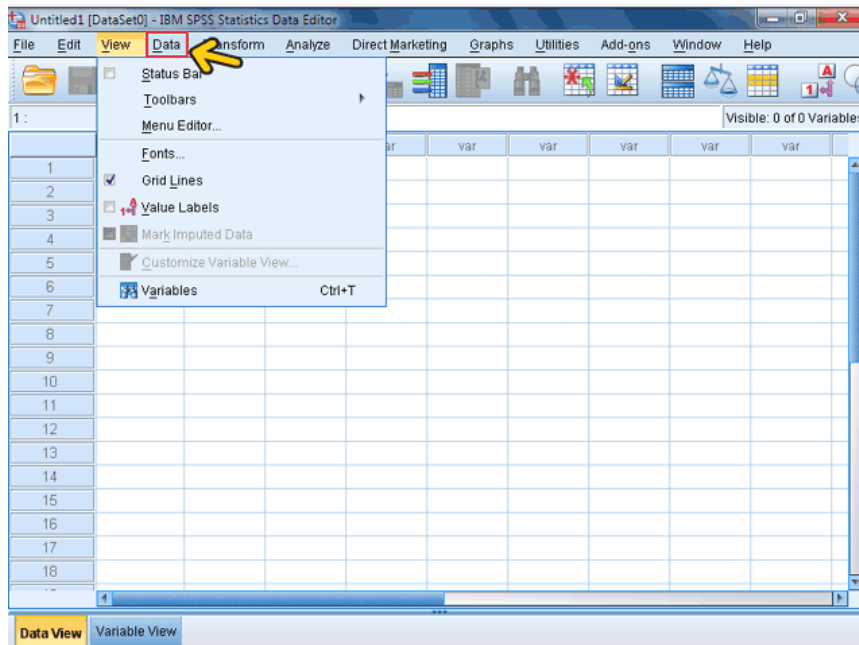 Untitled1 [DataSet0] - IBM SPSS Statistics Data Editor
File Edit View Data ansform Analyze Direct Marketing Graphs Utilities Add-ons Window Help
Status Bar
Toolbars
Menu Editor...
Fonts...
Grid Lines
Value Labels
Mark Imputed Data
Customize Variable View...
Variables Ctrl+T
1 :
Visible: 0 of 0 Variables
ar var var var var var
1
2
3
4
5
6
7
8
9
10
11
12
13
14
15
16
17
18
Data View Variable View